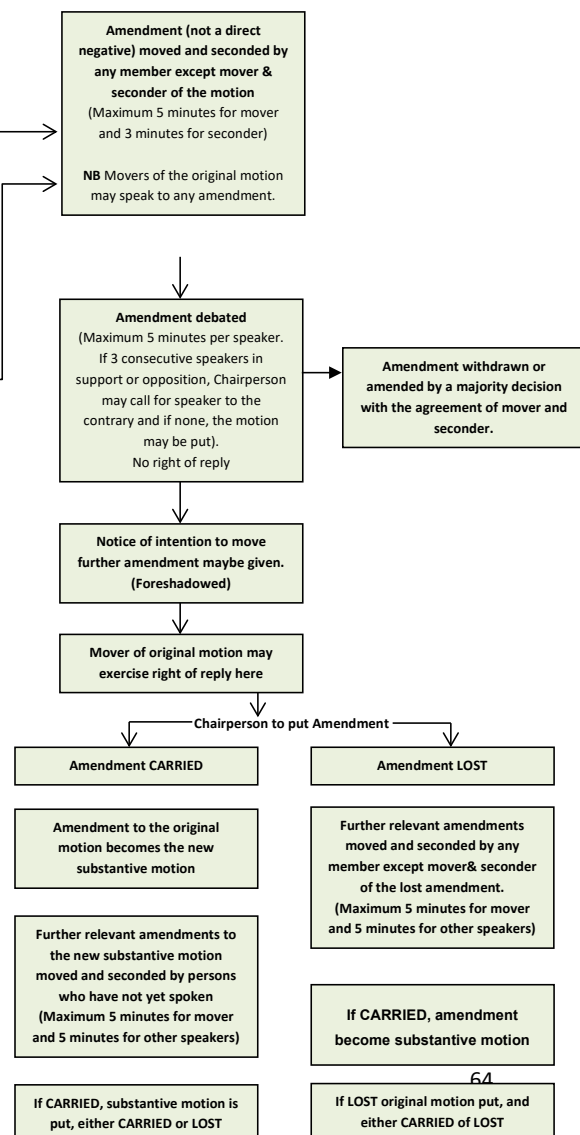 Amendment (not a direct
negative) moved and seconded by
any member except mover &
seconder of the motion
(Maximum 5 minutes for mover
and 3 minutes for seconder)
NB Movers of the original motion
may speak to any amendment.
Amendment debated
(Maximum 5 minutes per speaker.
If 3 consecutive speakers in
support or opposition, Chairperson
may call for speaker to the
contrary and if none, the motion
may be put).
No right of reply
Amendment withdrawn or
amended by a majority decision
with the agreement of mover and
seconder.
Notice of intention to move
further amendment maybe given.
(Foreshadowed)
Mover of original motion may
exercise right of reply here
Chairperson to put Amendment
Amendment CARRIED
Amendment to the original
motion becomes the new
substantive motion
Further relevant amendments to
the new substantive motion
moved and seconded by persons
who have not yet spoken
(Maximum 5 minutes for mover
and 5 minutes for other speakers)
If CARRIED, substantive motion is
put, either CARRIED or LOST
Amendment LOST
Further relevant amendments
moved and seconded by any
member except mover& seconder
of the lost amendment.
(Maximum 5 minutes for mover
and 5 minutes for other speakers)
If CARRIED, amendment
become substantive motion
64
If LOST original motion put, and
either CARRIED of LOST